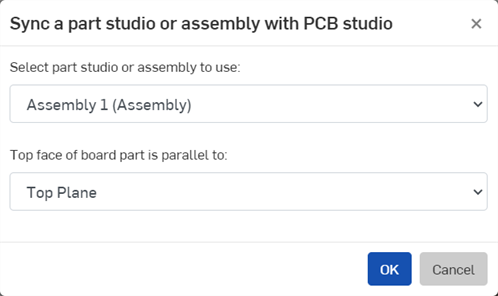 Sync a part studio or assembly with PCB studio
×
Select part studio or assembly to use:
Assembly 1 (Assembly)
Top face of board part is parallel to:
Top Plane
OK
Cancel